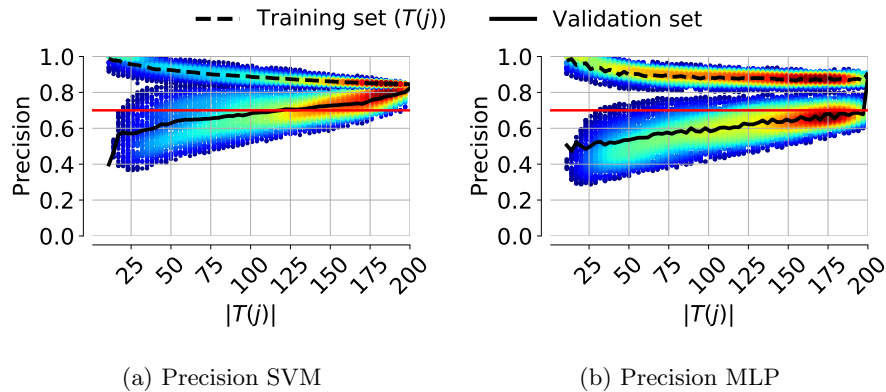 Training set (T(j)) Validation set
1.0
0.8
0.6
0.4
0.2
0.0
Precision
25 50 75 100 125 150 175 200
|T(j)|
(a) Precision SVM
1.0
0.8
0.6
0.4
0.2
0.0
Precision
25 50 75 100 125 150 175 200
|T(j)|
(b) Precision MLP